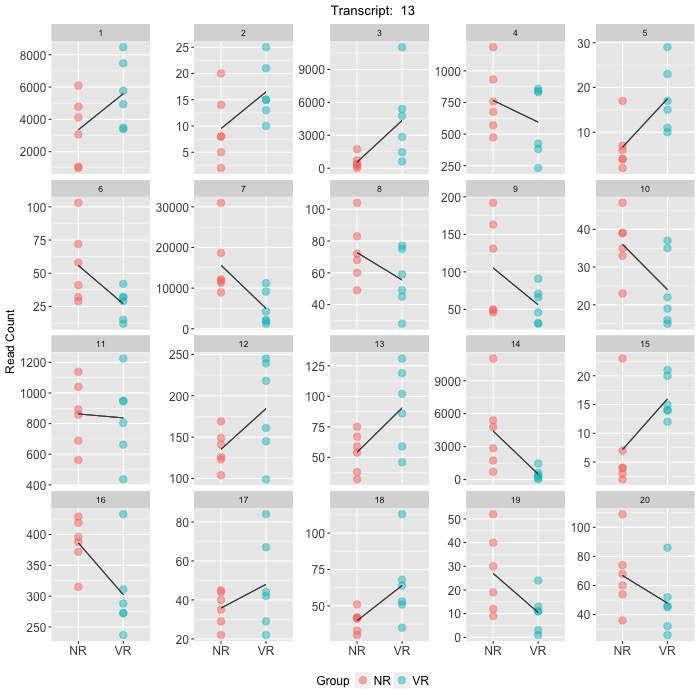 Transcript: 13
1 2 3 4 5
8000 6000 4000 2000
25 20 15 10 5
9000 6000 3000 0
1000 750 500 250
30 20 10
6 7 8 9 10
100 75 50 25
30000 20000 10000 0
100 80 60 40
200 150 100 50
40 30 20
Read Count
11 12 13 14 15
1200 1000 800 600 400
250 200 150 100
125 100 75 50
9000 6000 3000 0
20 15 10 5
16 17 18 19 20
400 350 300 250
80 60 40 20
100 50
50 40 30 20 10 0
100 80 60 40
NR VR NR VR NR VR NR VR NR VR
Group NR VR